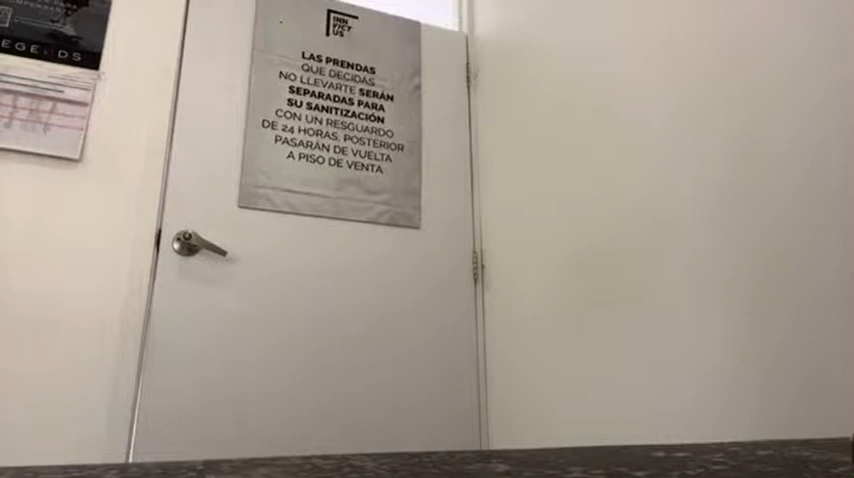 LEGENDS
INN
VICT
US
LAS PRENDAS
QUE DECIDAS
NO LLEVARTE SERÁN
SEPARADAS PARA
SU SANITIZACIÓN
CON UN RESGUARDO
DE 24 HORAS, POSTERIOR
PASARÁN DE VUELTA
A PISO DE VENTA